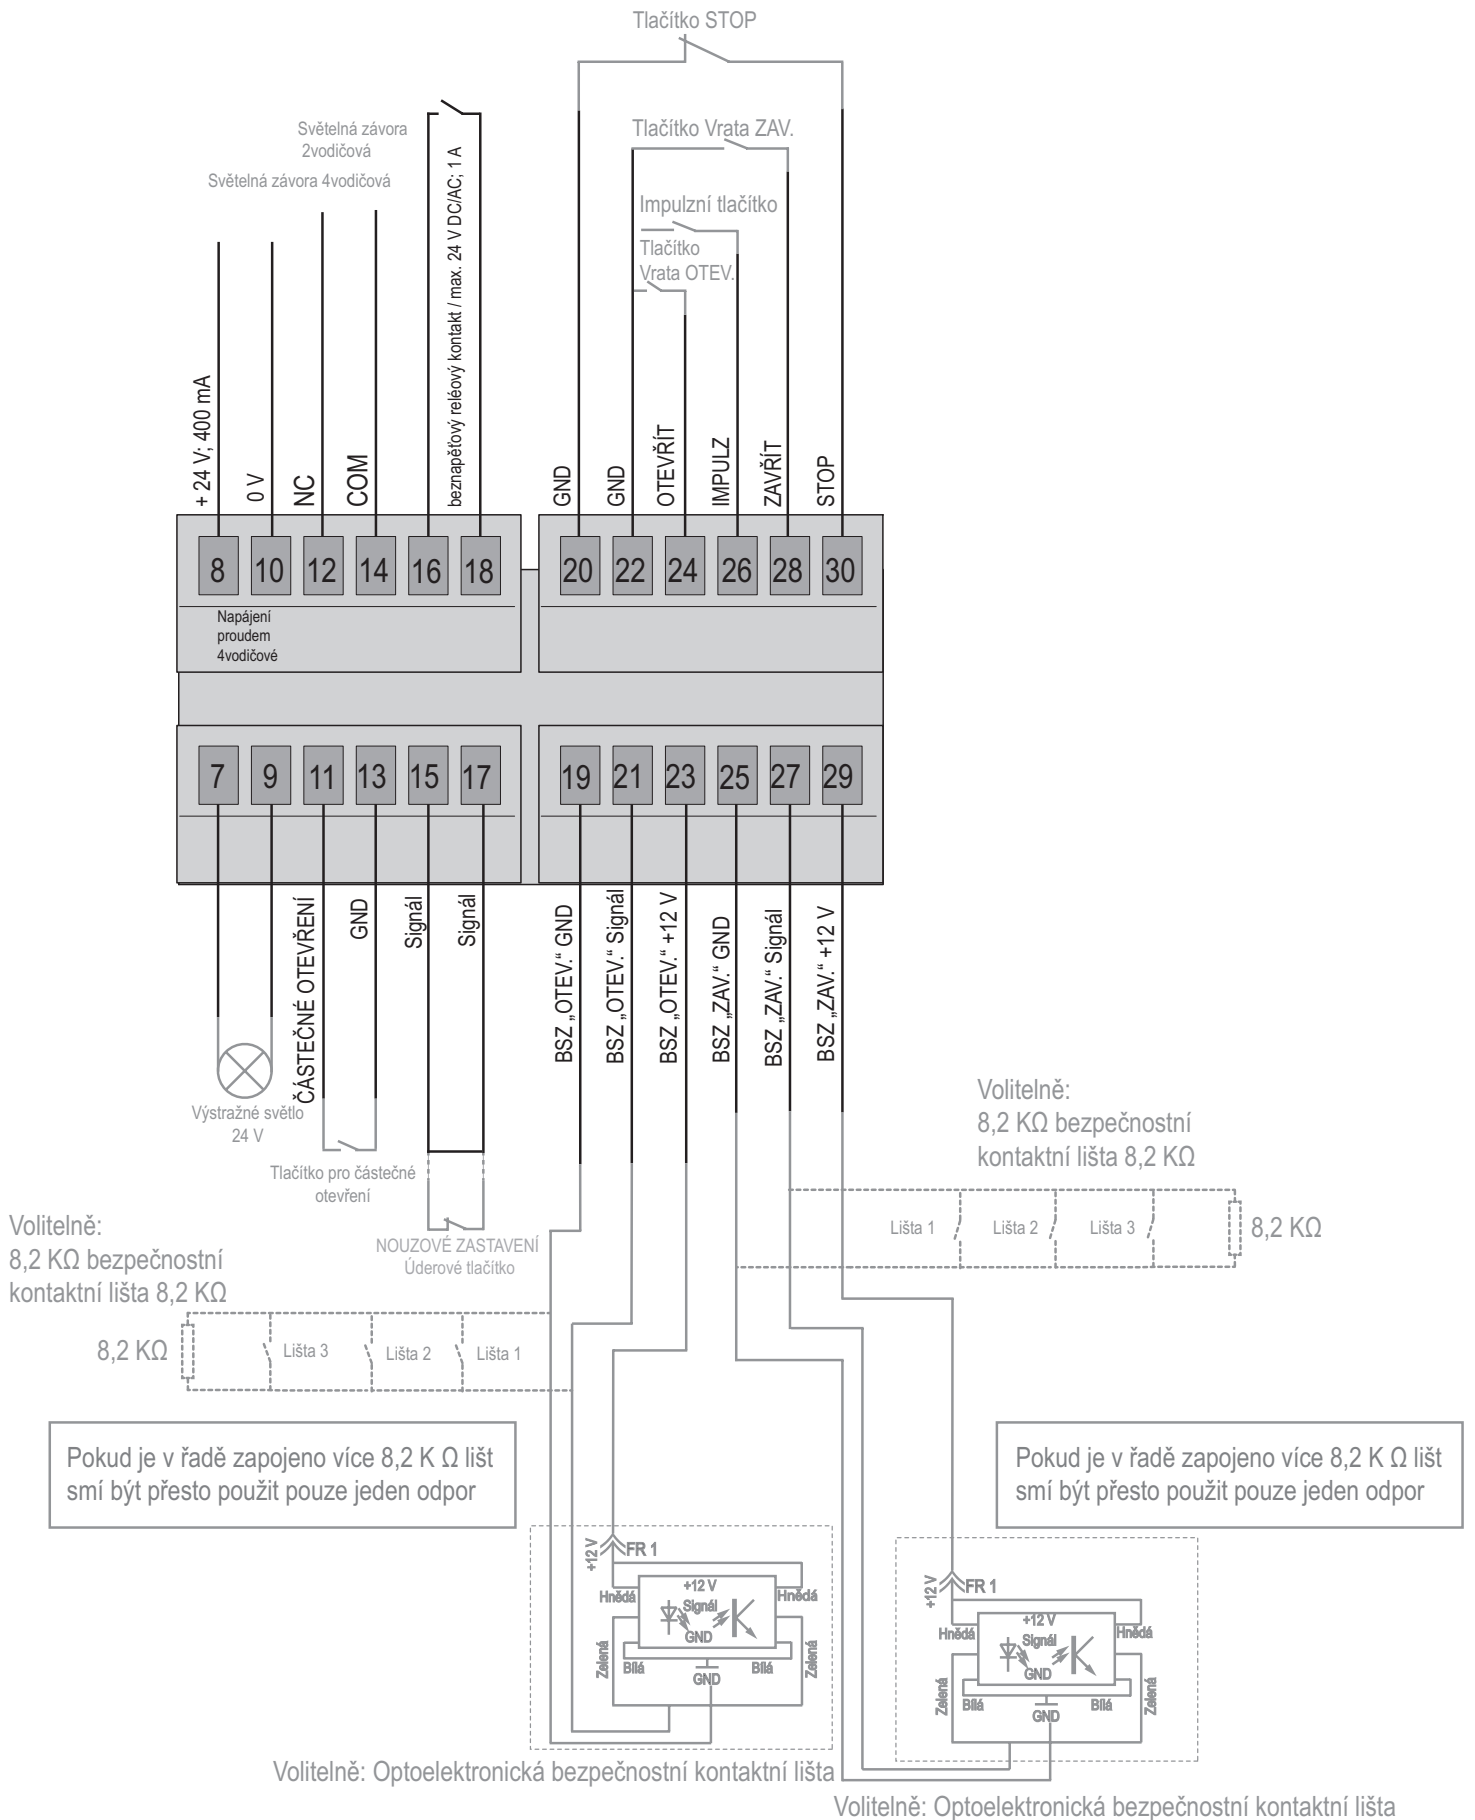 Tlačítko STOP
Světelná závora
2vodičová
Světelná závora 4vodičová
Tlačítko Vrata ZAV.
Impulzní tlačítko
Tlačítko
Vrata OTEV.
+ 24 V; 400 mA
0 V
NC
COM
beznapěťový reléový kontakt / max. 24 V DC/AC; 1 A
GND
GND
OTEVŘÍT
IMPULZ
ZAVŘÍT
STOP
8 10 12 14 16 18 20 22 24 26 28 30
Napájení
proudem
4vodičové
7 9 11 13 15 17 19 21 23 25 27 29
ČÁSTEČNÉ OTEVŘENÍ
GND
Signál
Signál
BSZ „OTEV.“ GND
BSZ „OTEV.“ Signál
BSZ „OTEV.“ +12 V
BSZ „ZAV.“ GND
BSZ „ZAV.“ Signál
BSZ „ZAV.“ +12 V
Výstražné světlo
24 V
Tlačítko pro částečné
otevření
NOUZOVÉ ZASTAVENÍ
Úderové tlačítko
Volitelně:
8,2 KΩ bezpečnostní
kontaktní lišta 8,2 KΩ
Lišta 1 Lišta 2 Lišta 3 8,2 KΩ
Volitelně:
8,2 KΩ bezpečnostní
kontaktní lišta 8,2 KΩ
8,2 KΩ Lišta 3 Lišta 2 Lišta 1
Pokud je v řadě zapojeno více 8,2 K Ω lišt
smí být přesto použit pouze jeden odpor
Pokud je v řadě zapojeno více 8,2 K Ω lišt
smí být přesto použit pouze jeden odpor
+12 V
FR 1
Hnědá
+12 V
Hnědá
Signál
GND
Zelená
Bílá
GND
Bílá
Zelená
+12 V
FR 1
Hnědá
+12 V
Hnědá
Signál
GND
Zelená
Bílá
GND
Bílá
Zelená
Volitelně: Optoelektronická bezpečnostní kontaktní lišta
Volitelně: Optoelektronická bezpečnostní kontaktní lišta